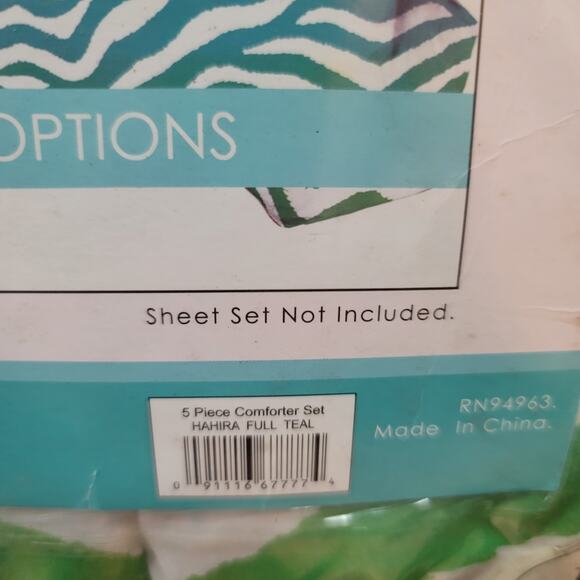 OPTIONS
Sheet Set Not Included.
5 Piece Comforter Set
HAHIRA FULL TEAL
0 91116 67777 4
RN94963.
Made In China.